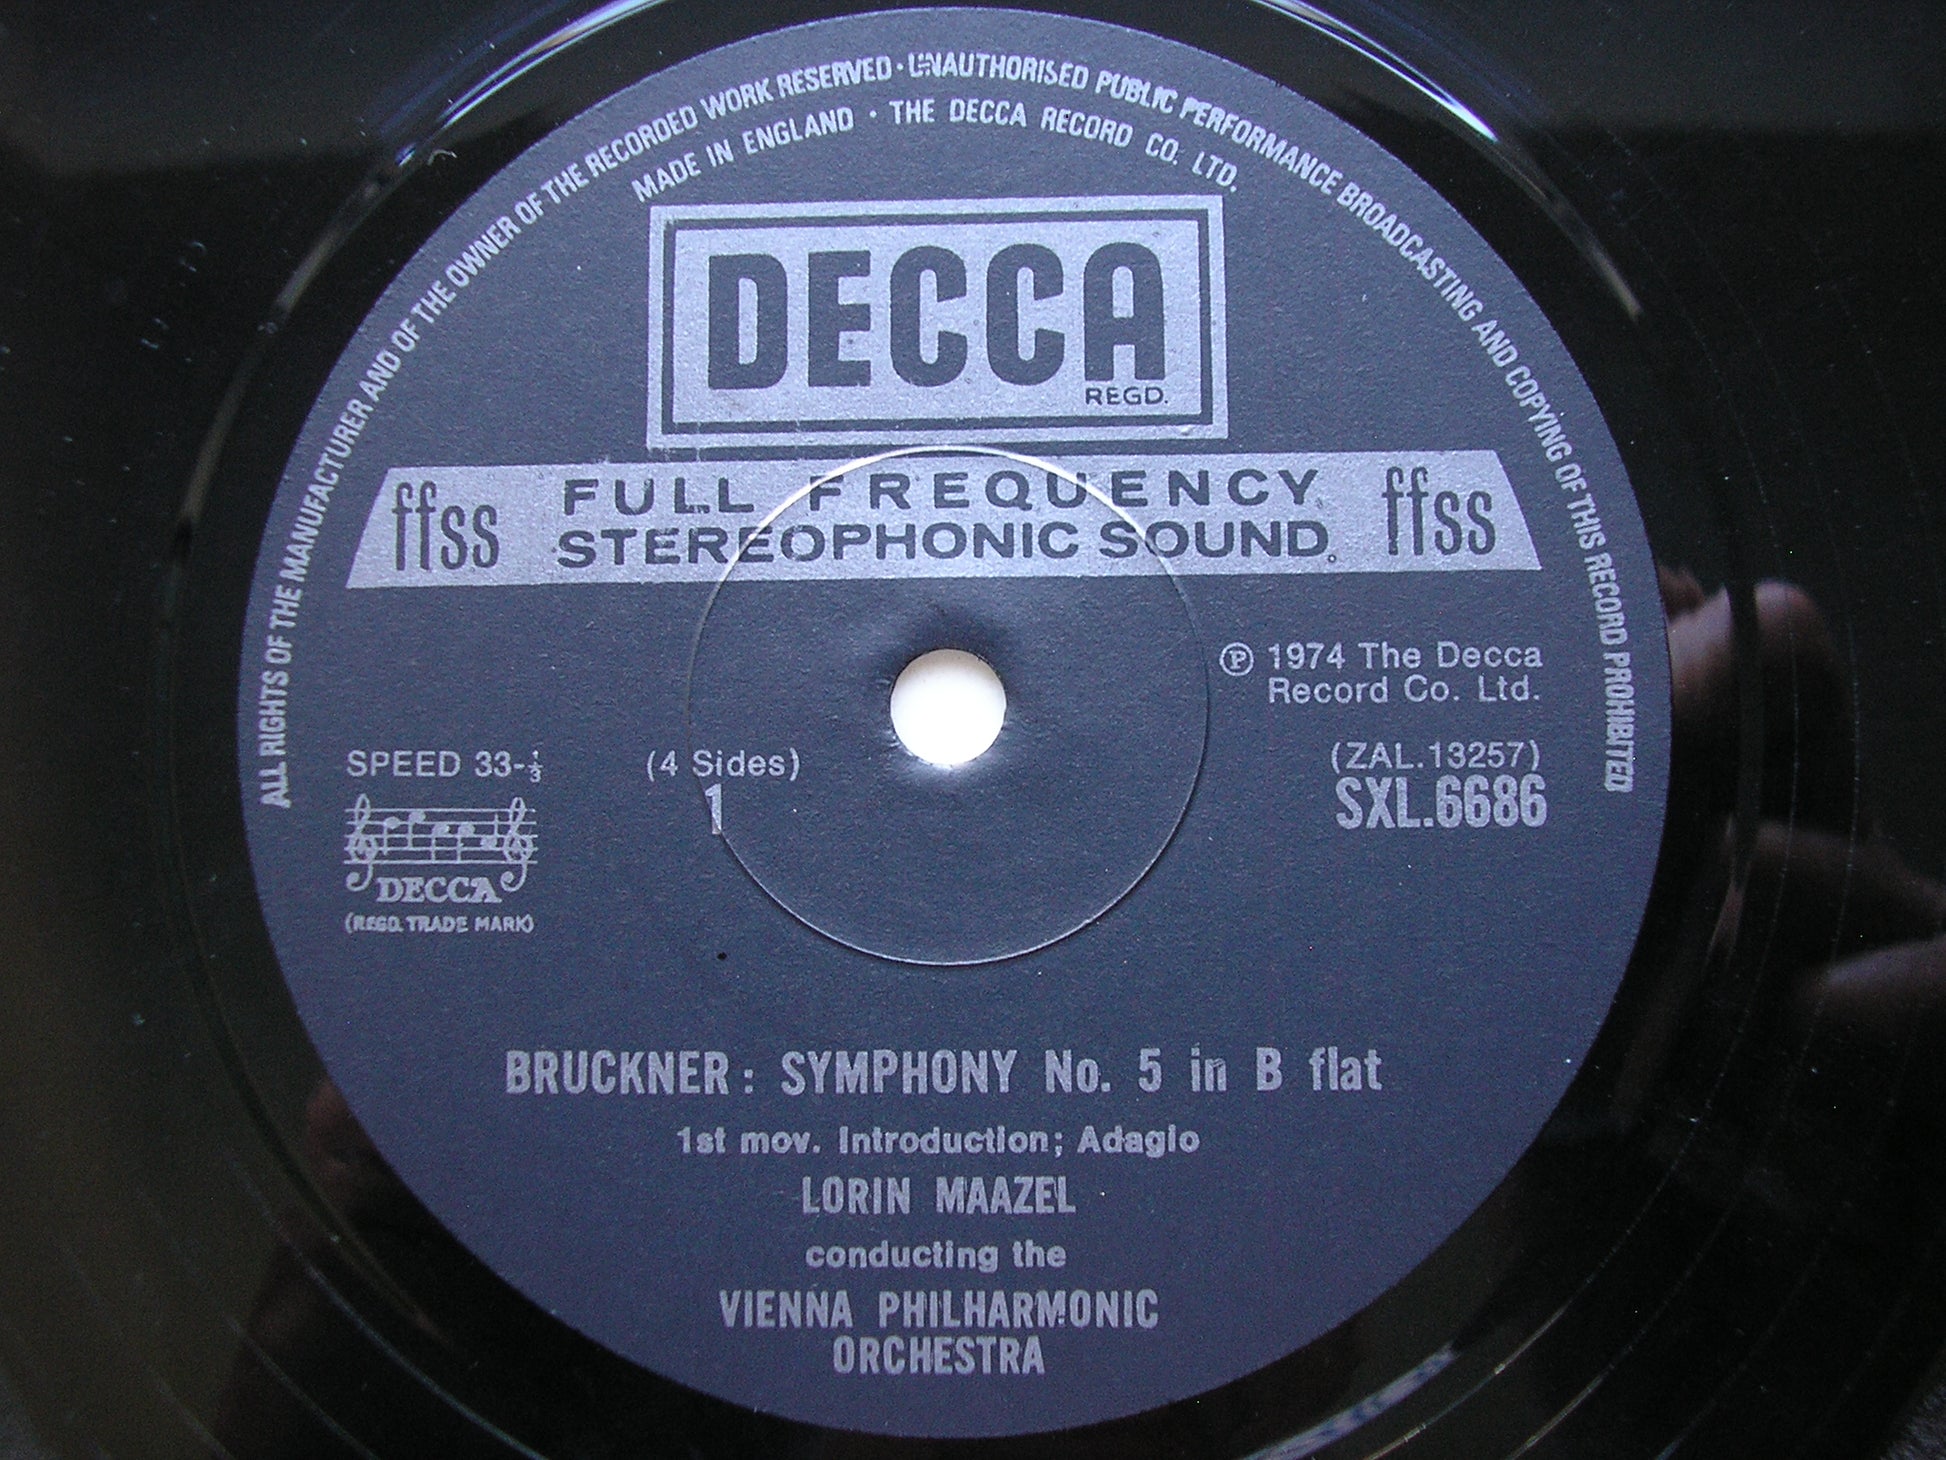 ALL RIGHTS OF THE MANUFACTURER AND OF THE OWNER OF THE RECORDED WORK RESERVED · UNAUTHORISED PUBLIC PERFORMANCE BROADCASTING AND COPYING OF THIS RECORD PROHIBITED
MADE IN ENGLAND · THE DECCA RECORD CO. LTD.
DECCA
REGD.
ffss FULL FREQUENCY ffss
STEREOPHONIC SOUND
Ⓟ 1974 The Decca
Record Co. Ltd.
SPEED 33-⅓ (4 Sides) (ZAL.13257)
1 SXL.6686
DECCA
(REGD. TRADE MARK)
BRUCKNER: SYMPHONY No. 5 in B flat
1st mov. Introduction; Adagio
LORIN MAAZEL
conducting the
VIENNA PHILHARMONIC
ORCHESTRA